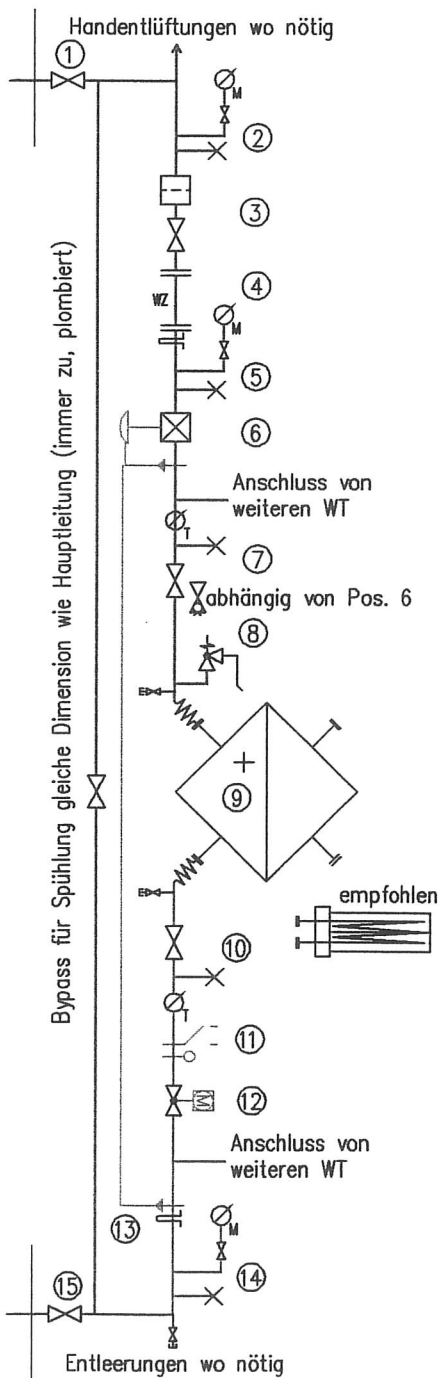 Handentlüftungen wo nötig
1
M
2
3
4
WZ
M
5
6
Anschluss von
weiteren WT
T
7
abhängig von Pos. 6
8
9
empfohlen
10
T
11
M
12
Anschluss von
weiteren WT
13
M
14
15
Entleerungen wo nötig
Bypass für Spühlung gleiche Dimension wie Hauptleitung (immer zu, plombiert)